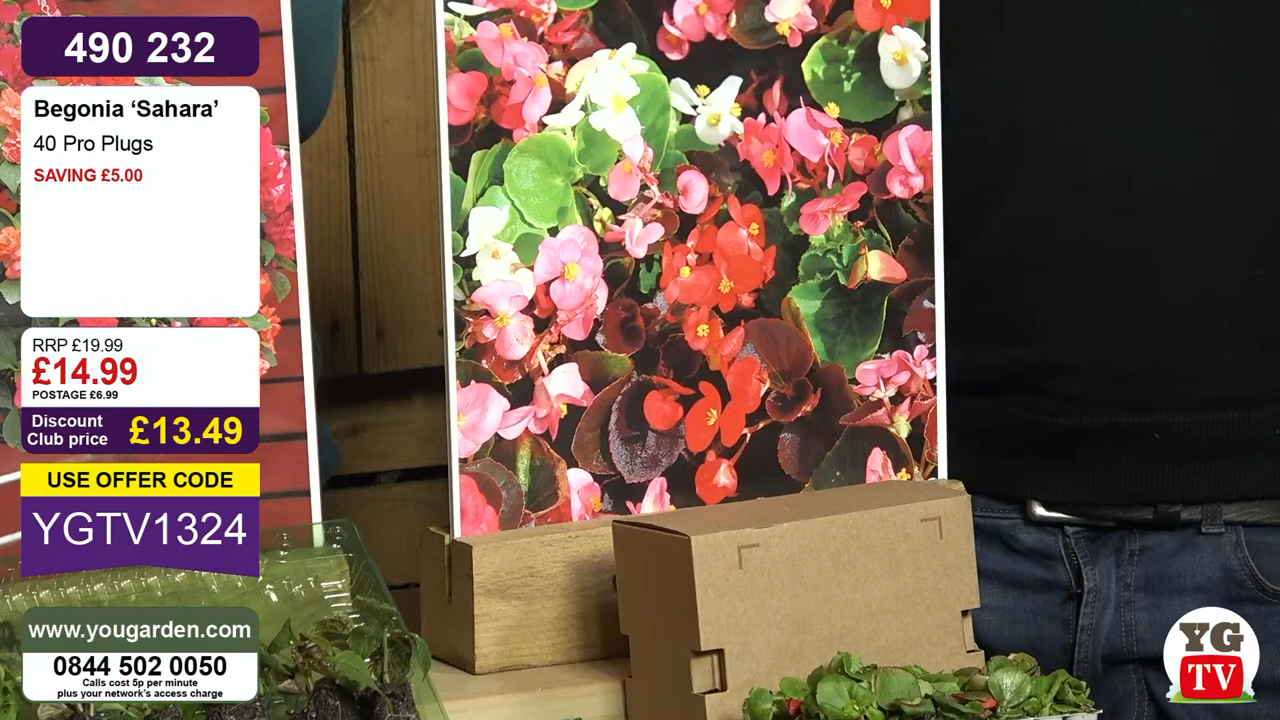 490 232
Begonia ‘Sahara’
40 Pro Plugs
SAVING £5.00
RRP £19.99
£14.99
POSTAGE £6.99
Discount
Club price £13.49
USE OFFER CODE
YGTV1324
www.yougarden.com
0844 502 0050
Calls cost 5p per minute
plus your network's access charge
YG
TV